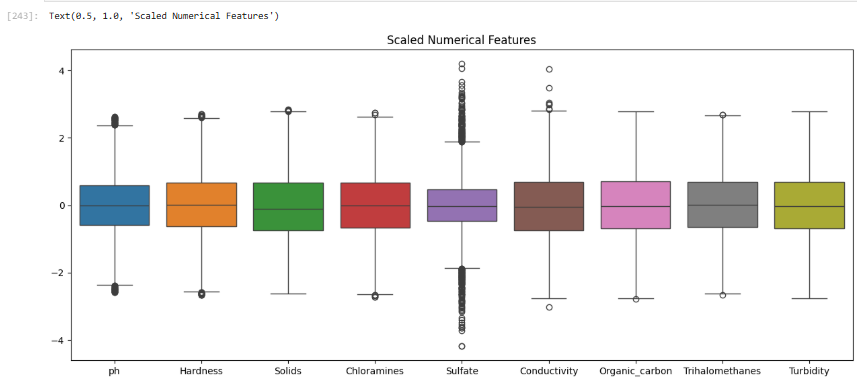 [243]: Text(0.5, 1.0, 'Scaled Numerical Features')
Scaled Numerical Features
4
2
0
−2
−4
ph Hardness Solids Chloramines Sulfate Conductivity Organic_carbon Trihalomethanes Turbidity